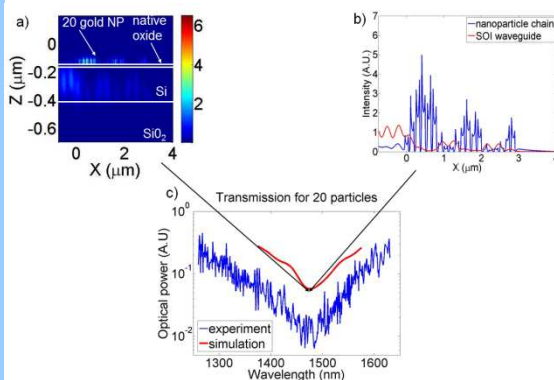 a)
20 gold NP
native
oxide
0
-0.2
-0.4
-0.6
Z (μm)
Si
SiO₂
0 2 4
X (μm)
6
4
2
b)
nanoparticle chain
SOI waveguide
Intensity (A.U)
7
6
5
4
3
2
1
0
0 1 2 3
X (μm)
c)
Transmission for 20 particles
Optical power (A.U)
10⁰
10⁻¹
10⁻²
experiment
simulation
1300 1400 1500 1600
Wavelength (nm)